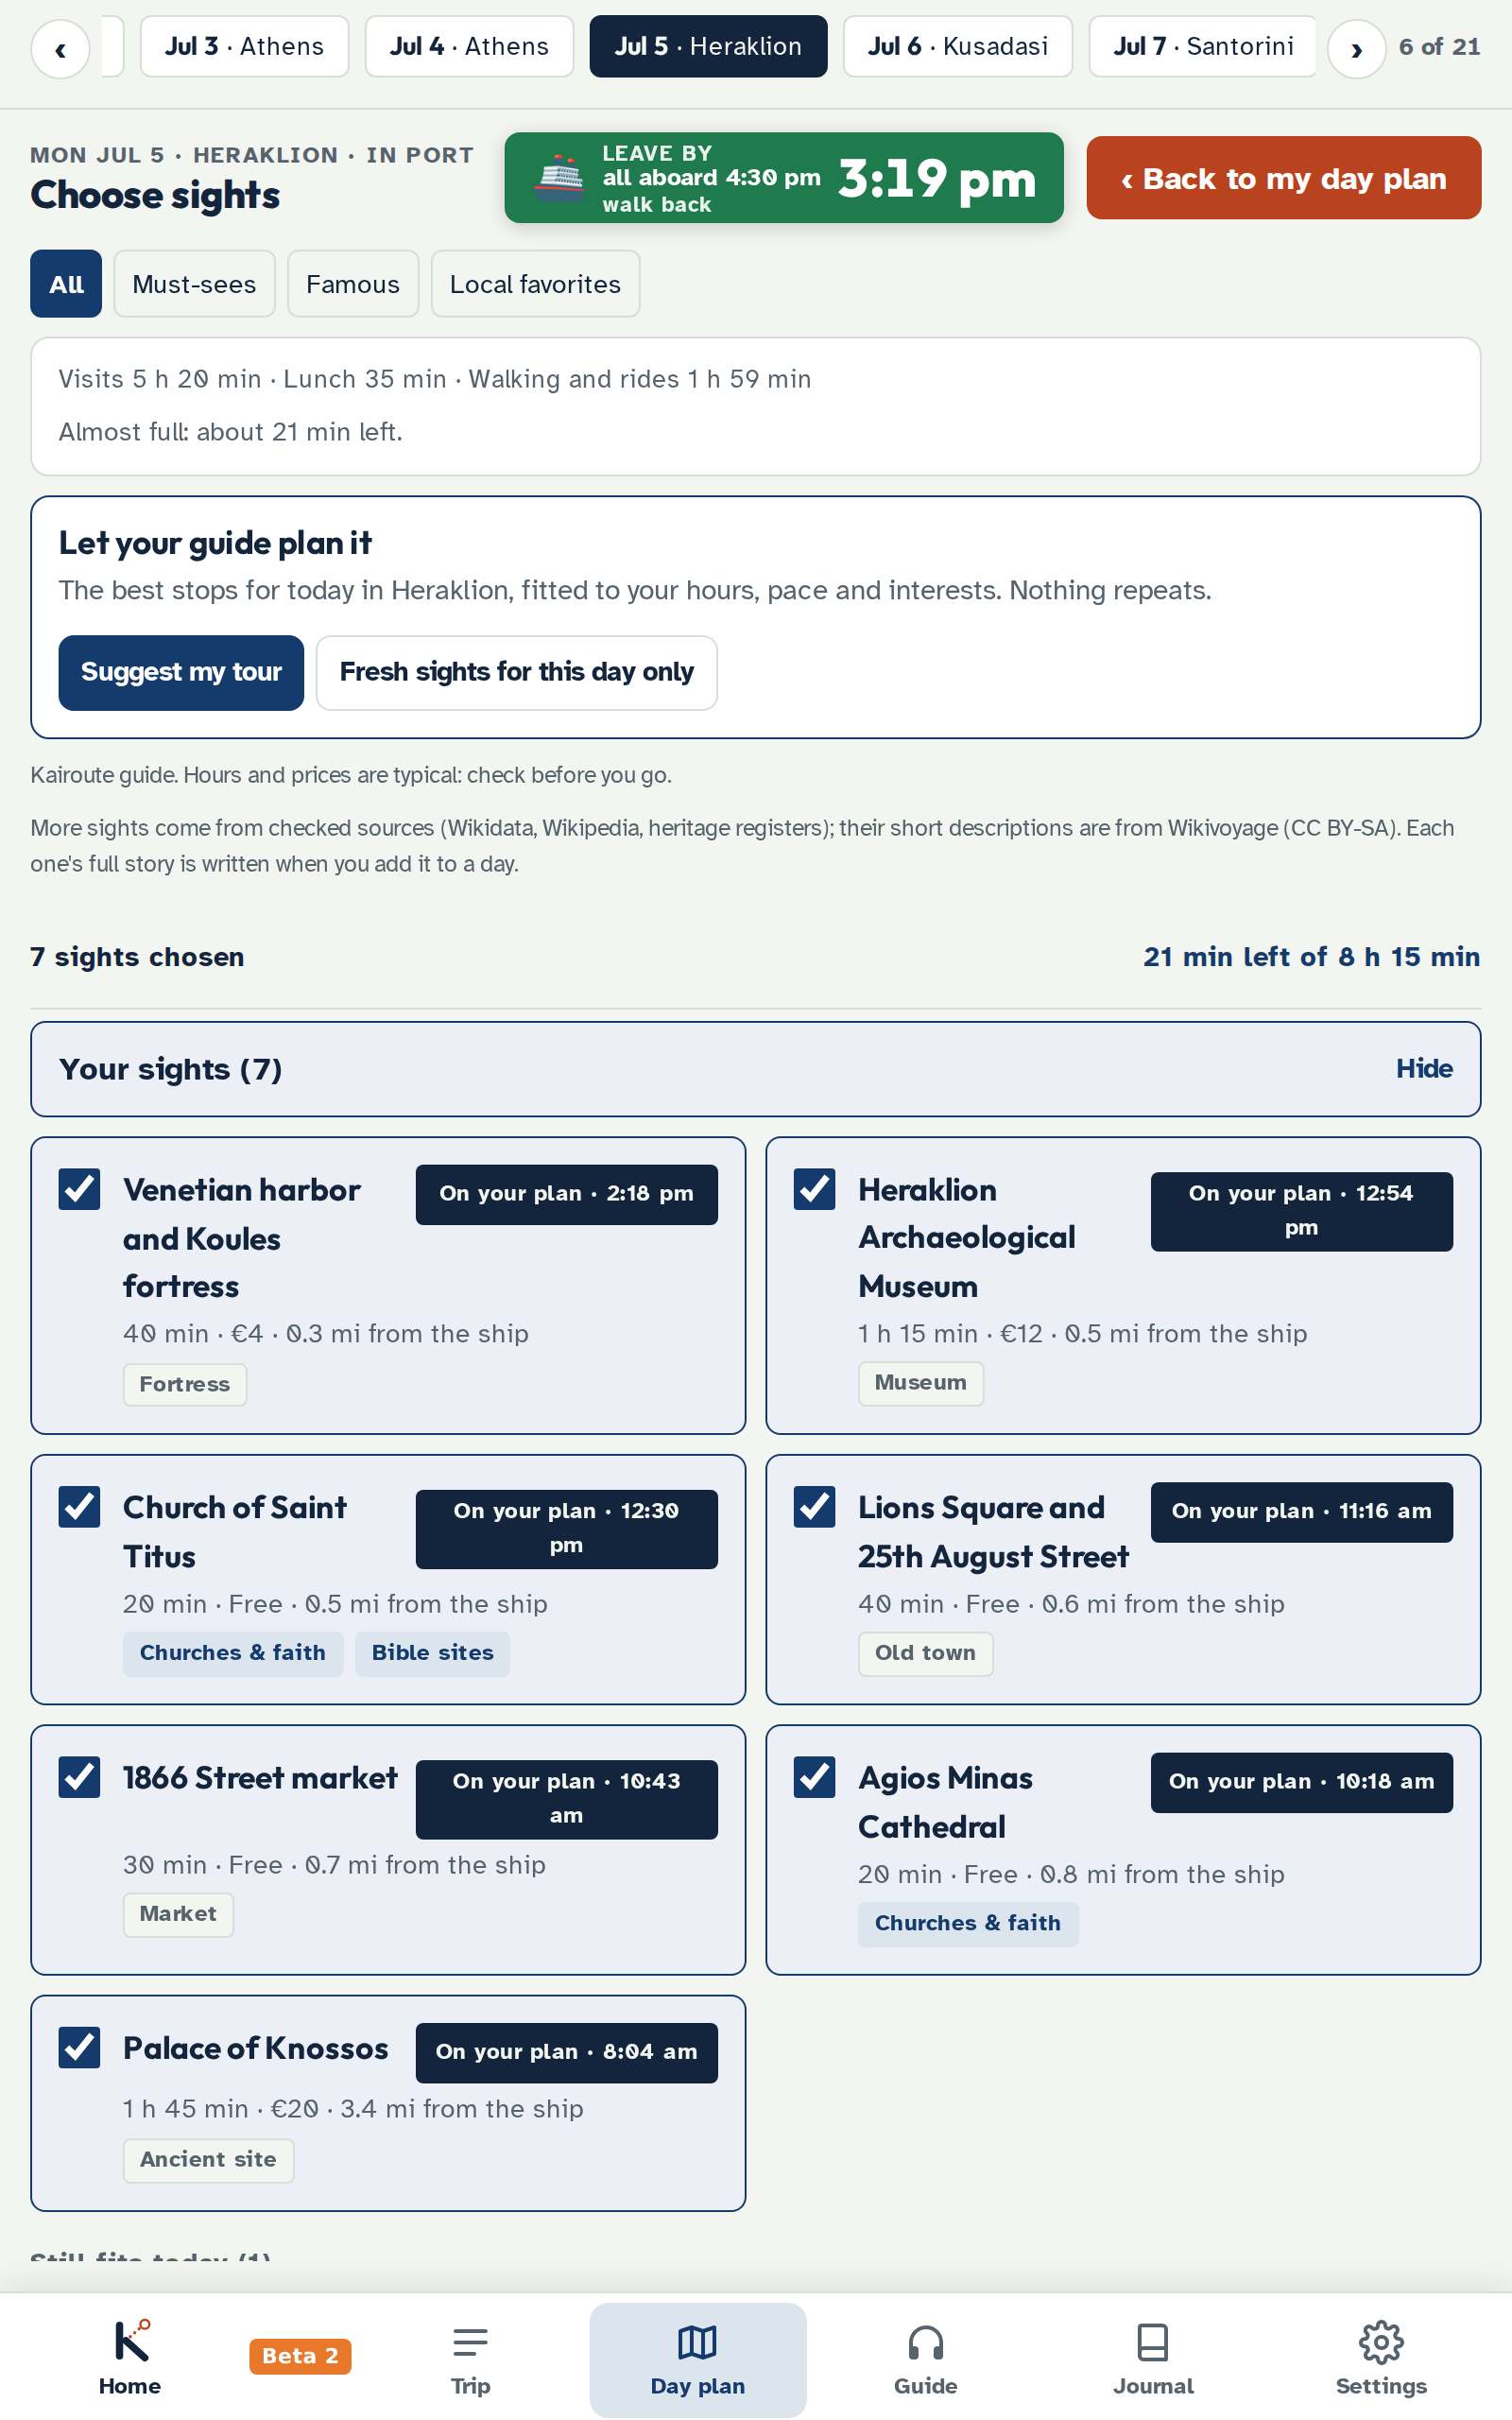 ‹
Jul 3 · Athens
Jul 4 · Athens
Jul 5 · Heraklion
Jul 6 · Kusadasi
Jul 7 · Santorini
›
6 of 21
MON JUL 5 · HERAKLION · IN PORT
Choose sights
LEAVE BY
all aboard 4:30 pm
walk back
3:19 pm
‹ Back to my day plan
All
Must-sees
Famous
Local favorites
Visits 5 h 20 min · Lunch 35 min · Walking and rides 1 h 59 min
Almost full: about 21 min left.
Let your guide plan it
The best stops for today in Heraklion, fitted to your hours, pace and interests. Nothing repeats.
Suggest my tour
Fresh sights for this day only
Kairoute guide. Hours and prices are typical: check before you go.
More sights come from checked sources (Wikidata, Wikipedia, heritage registers); their short descriptions are from Wikivoyage (CC BY-SA). Each
one's full story is written when you add it to a day.
7 sights chosen
21 min left of 8 h 15 min
Your sights (7)
Hide
Venetian harbor
and Koules
fortress
On your plan · 2:18 pm
40 min · €4 · 0.3 mi from the ship
Fortress
Heraklion
Archaeological
Museum
On your plan · 12:54
pm
1 h 15 min · €12 · 0.5 mi from the ship
Museum
Church of Saint
Titus
On your plan · 12:30
pm
20 min · Free · 0.5 mi from the ship
Churches & faith
Bible sites
Lions Square and
25th August Street
On your plan · 11:16 am
40 min · Free · 0.6 mi from the ship
Old town
1866 Street market
On your plan · 10:43
am
30 min · Free · 0.7 mi from the ship
Market
Agios Minas
Cathedral
On your plan · 10:18 am
20 min · Free · 0.8 mi from the ship
Churches & faith
Palace of Knossos
On your plan · 8:04 am
1 h 45 min · €20 · 3.4 mi from the ship
Ancient site
Still fits today (1)
Home
Beta 2
Trip
Day plan
Guide
Journal
Settings